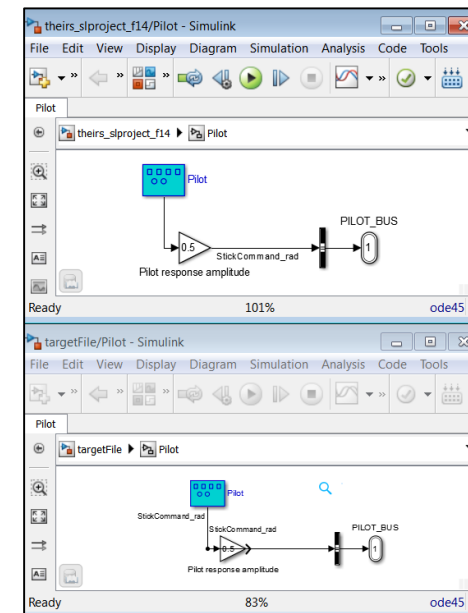 theirs_slproject_f14/Pilot - Simulink
File Edit View Display Diagram Simulation Analysis Code Tools
Pilot
theirs_slproject_f14 Pilot
Pilot
PILOT_BUS
0.5
1
StickCommand_rad
Pilot response amplitude
Ready 101% ode45
targetFile/Pilot - Simulink
File Edit View Display Diagram Simulation Analysis Code Tools
Pilot
targetFile Pilot
Pilot
StickCommand_rad
StickCommand_rad
PILOT_BUS
0.5
1
Pilot response amplitude
Ready 83% ode45